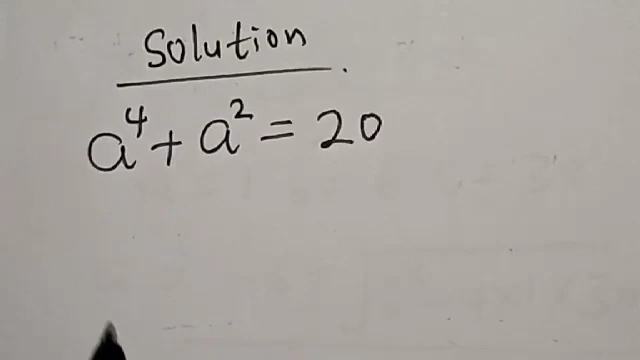 Solution
a⁴ + a² = 20